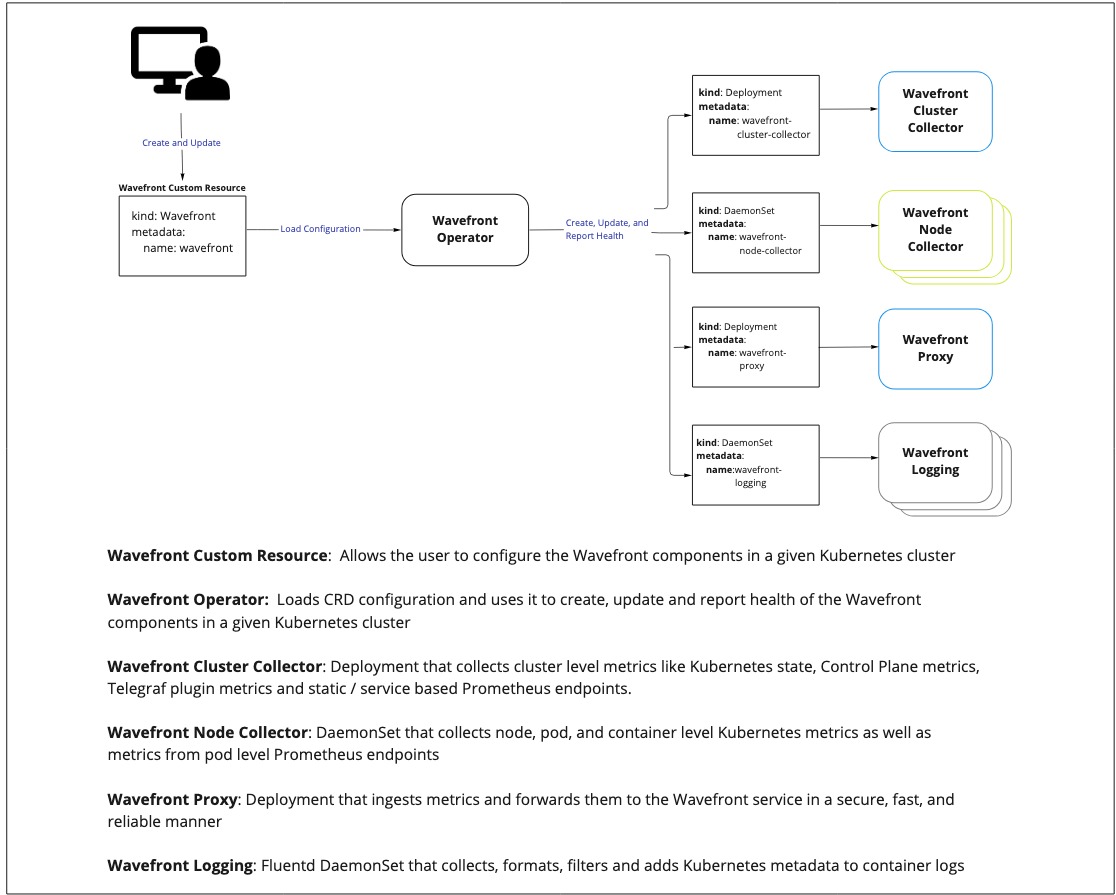 Create and Update
Wavefront Custom Resource
kind: Wavefront
metadata:
name: wavefront
Load Configuration
Wavefront
Operator
Create, Update, and
Report Health
kind: Deployment
metadata:
name: wavefront-
cluster-collector
Wavefront
Cluster
Collector
kind: DaemonSet
metadata:
name: wavefront-
node-collector
Wavefront
Node
Collector
kind: Deployment
metadata:
name: wavefront-
proxy
Wavefront
Proxy
kind: DaemonSet
metadata:
name:wavefront-
logging
Wavefront
Logging
Wavefront Custom Resource:  Allows the user to configure the Wavefront components in a given Kubernetes cluster
Wavefront Operator:  Loads CRD configuration and uses it to create, update and report health of the Wavefront
components in a given Kubernetes cluster
Wavefront Cluster Collector: Deployment that collects cluster level metrics like Kubernetes state, Control Plane metrics,
Telegraf plugin metrics and static / service based Prometheus endpoints.
Wavefront Node Collector: DaemonSet that collects node, pod, and container level Kubernetes metrics as well as
metrics from pod level Prometheus endpoints
Wavefront Proxy: Deployment that ingests metrics and forwards them to the Wavefront service in a secure, fast, and
reliable manner
Wavefront Logging: Fluentd DaemonSet that collects, formats, filters and adds Kubernetes metadata to container logs